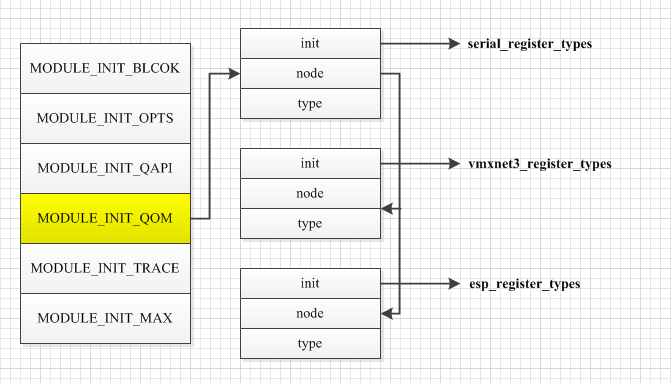 MODULE_INIT_BLCOK
MODULE_INIT_OPTS
MODULE_INIT_QAPI
MODULE_INIT_QOM
MODULE_INIT_TRACE
MODULE_INIT_MAX
init
serial_register_types
node
type
init
vmxnet3_register_types
node
type
init
esp_register_types
node
type